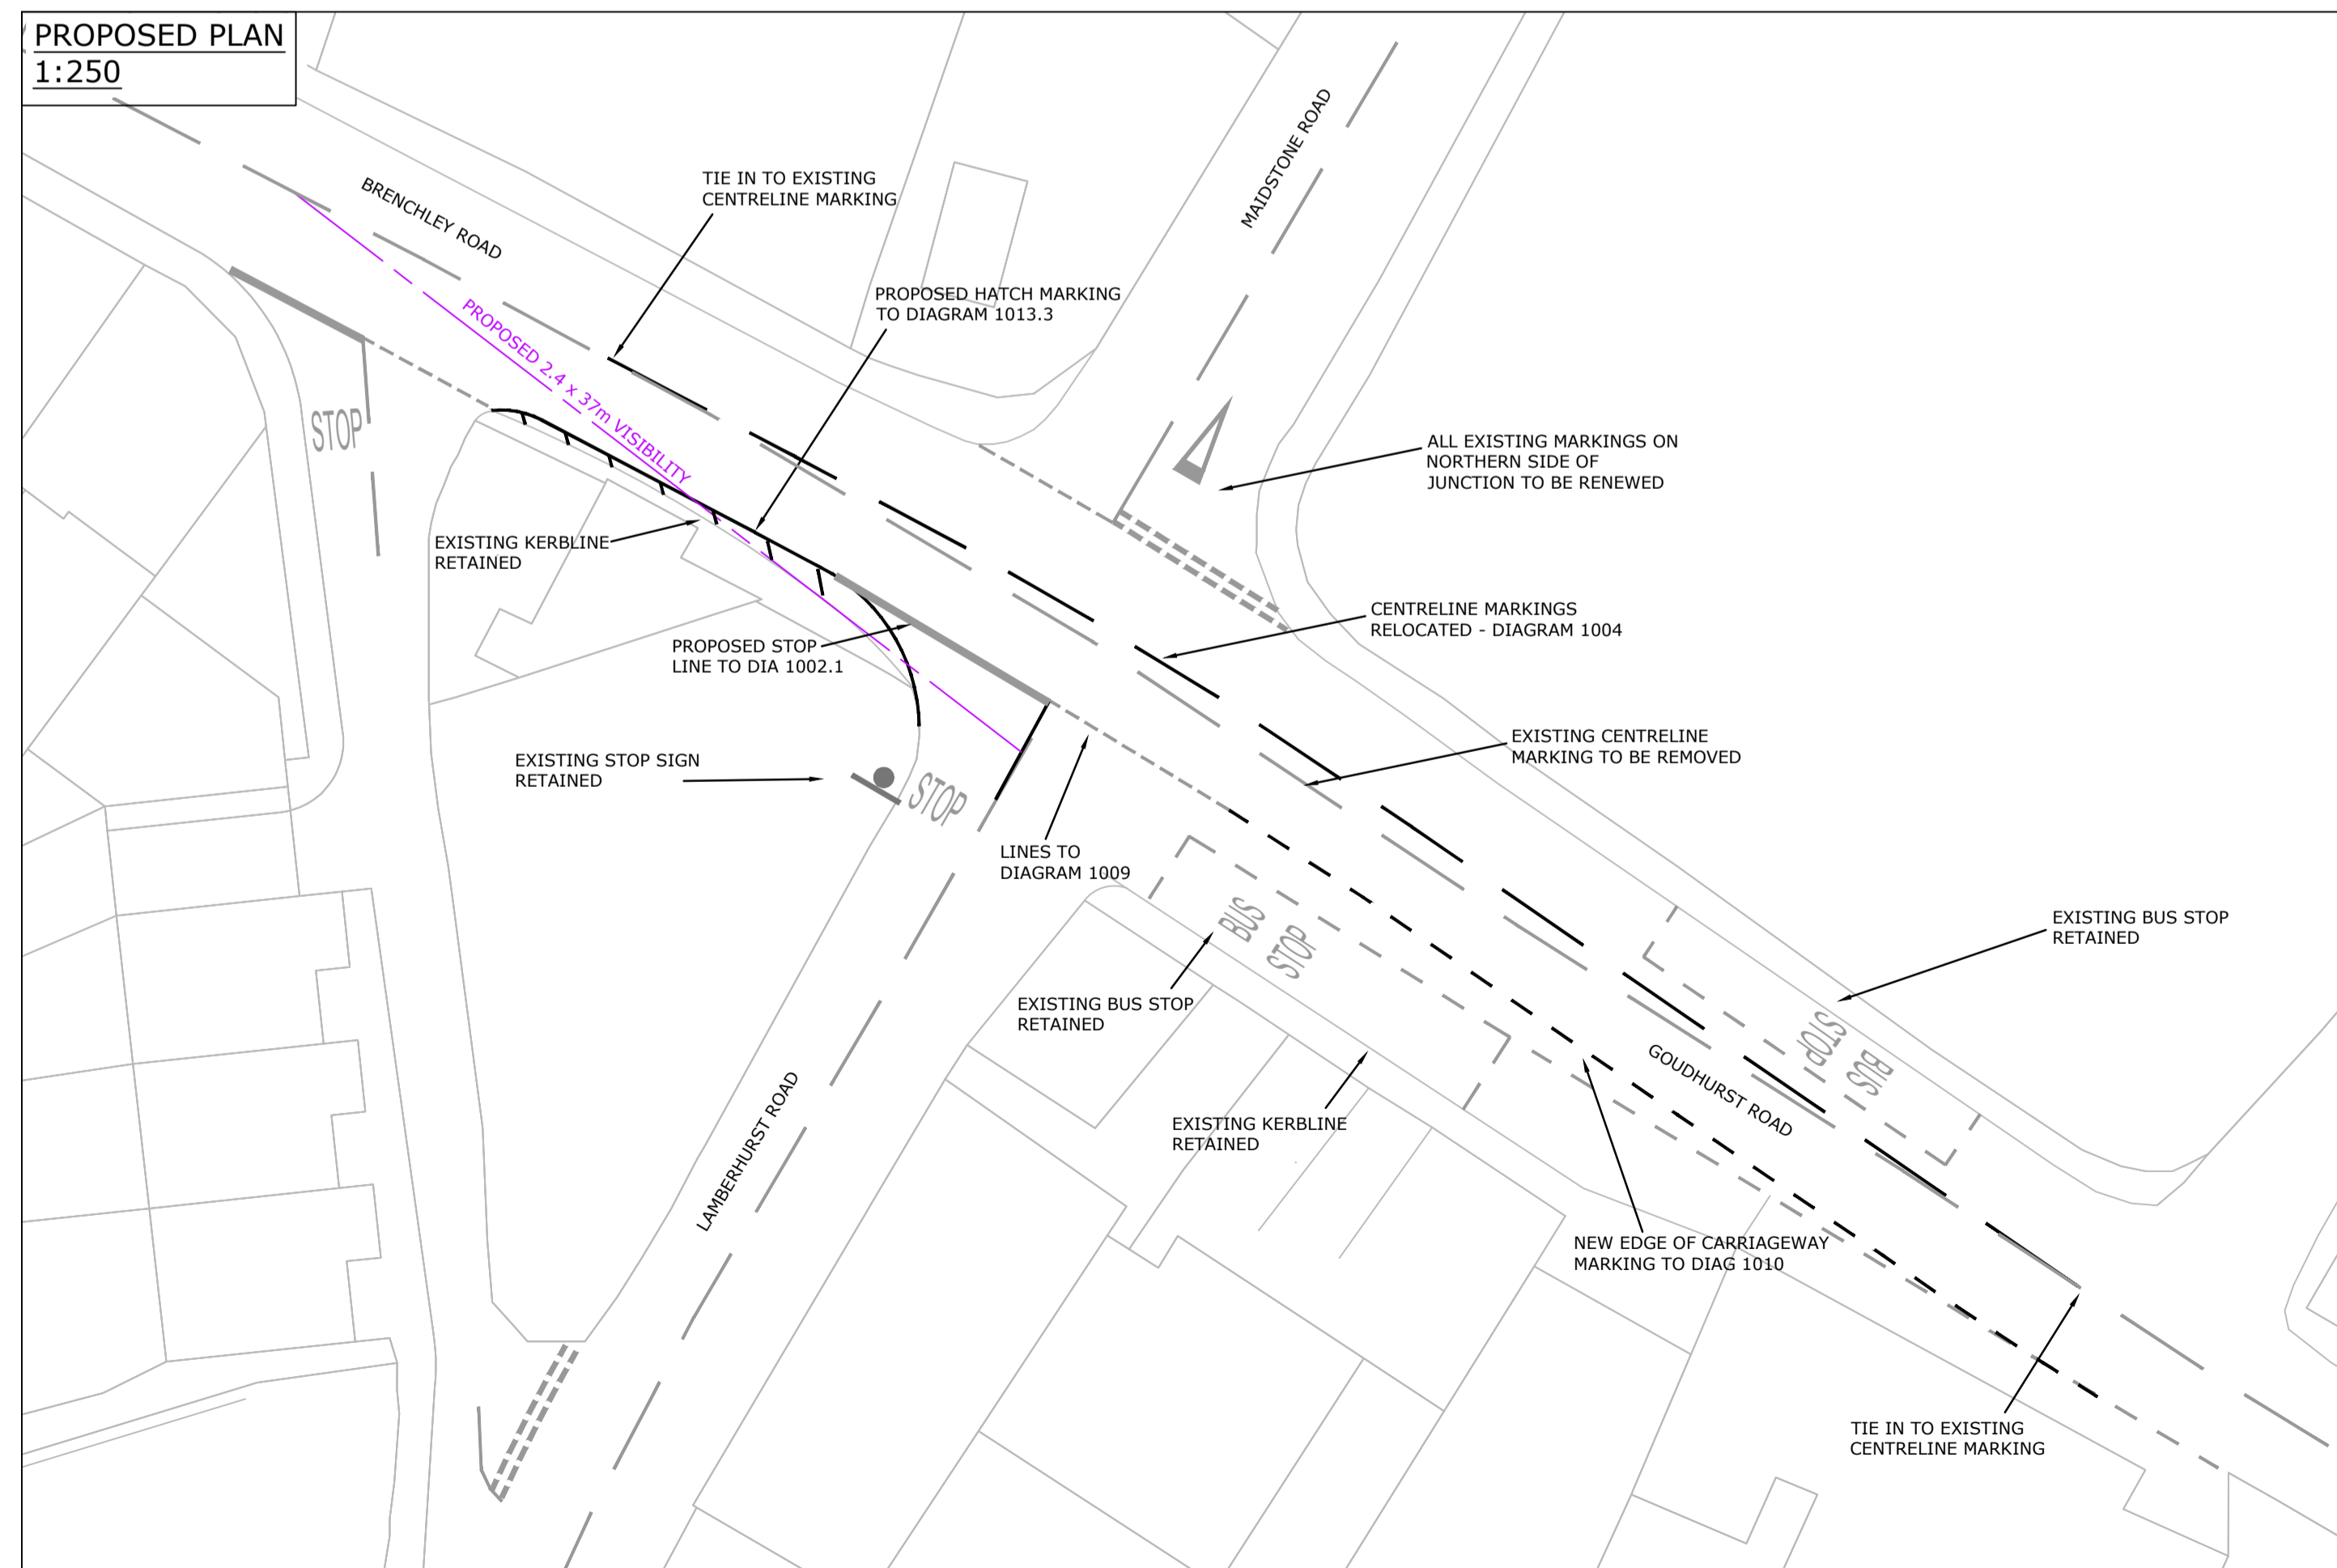 PROPOSED PLAN
1:250
BRENCHLEY ROAD
MAIDSTONE ROAD
TIE IN TO EXISTING
CENTRELINE MARKING
PROPOSED HATCH MARKING
TO DIAGRAM 1013.3
PROPOSED 2.4 x 37m VISIBILITY
STOP
ALL EXISTING MARKINGS ON
NORTHERN SIDE OF
JUNCTION TO BE RENEWED
EXISTING KERBLINE
RETAINED
CENTRELINE MARKINGS
RELOCATED - DIAGRAM 1004
PROPOSED STOP
LINE TO DIA 1002.1
EXISTING CENTRELINE
MARKING TO BE REMOVED
EXISTING STOP SIGN
RETAINED
STOP
LINES TO
DIAGRAM 1009
BUS
STOP
EXISTING BUS STOP
RETAINED
EXISTING BUS STOP
RETAINED
BUS
STOP
GOUDHURST ROAD
LAMBERHURST ROAD
EXISTING KERBLINE
RETAINED
NEW EDGE OF CARRIAGEWAY
MARKING TO DIAG 1010
TIE IN TO EXISTING
CENTRELINE MARKING